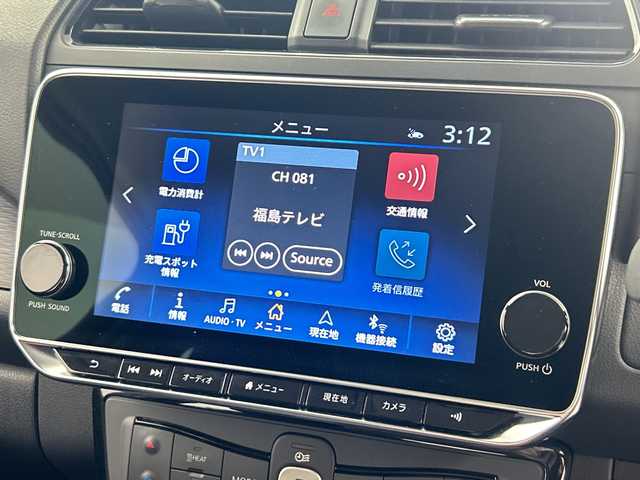 メニュー
3:12
TV1
CH 081
福島テレビ
Source
電力消費計
交通情報
充電スポット
情報
発着信履歴
電話
情報
AUDIO・TV
メニュー
現在地
機器接続
設定
TUNE・SCROLL
PUSH SOUND
VOL
PUSH
オーディオ
メニュー
現在地
カメラ
HEAT
MODE